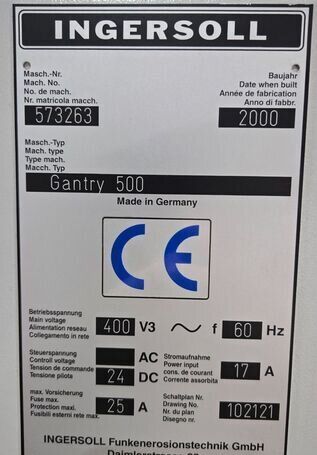 INGERSOLL
Masch.-Nr. Baujahr
Mach. No. Date when built
No. de mach. Année de fabrication
Nr. matricola macch. Anno di fabbr.
573263 2000
Masch.-Typ
Mach. type
Type mach.
Macch. Typ
Gantry 500
Made in Germany
CE
Betriebsspannung
Main voltage
Alimentation reseau
Collegamento in rete
400 V3 ~ f 60 Hz
Steuerspannung
Controll voltage
Tension de commande
Tensione pilota
AC
24 DC
Stromaufnahme
Power input
cons. de courant
Corrente assorbita
17 A
max. Vorsicherung
Fuse max.
Protection maxi.
Fusibili esterni rete max.
25 A
Schaltplan Nr.
Drawing No.
Nr. du plan
Disegno nr.
102121
INGERSOLL Funkenerosionstechnik GmbH